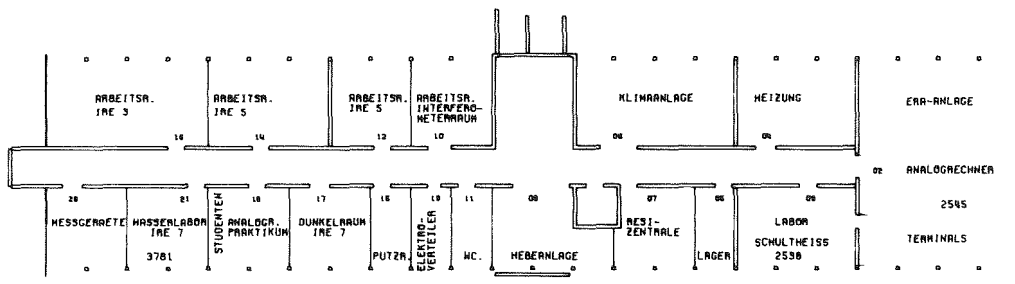 ARBEITSR.
IRE 3
ARBEITSR.
IRE 5
ARBEITSR.
IRE 5
ARBEITSR.
INTERFERO-
METERRAUM
KLIMAANLAGE
HEIZUNG
ERA-ANLAGE
16
14
12
10
06
04
02
ANALOGRECHNER
2545
TERMINALS
20
21
18
17
15
13
11
09
07
05
03
MESSGERAETE
WASSERLABOR
IRE 7
3781
STUDENTEN
ANALOGR.
PRAKTIKUM
DUNKELRAUM
IRE 7
PUTZR.
ELEKTRO-
VERTEILER
WC.
HEBEANLAGE
RESI-
ZENTRALE
LAGER
LABOR
SCHULTHEISS
2538